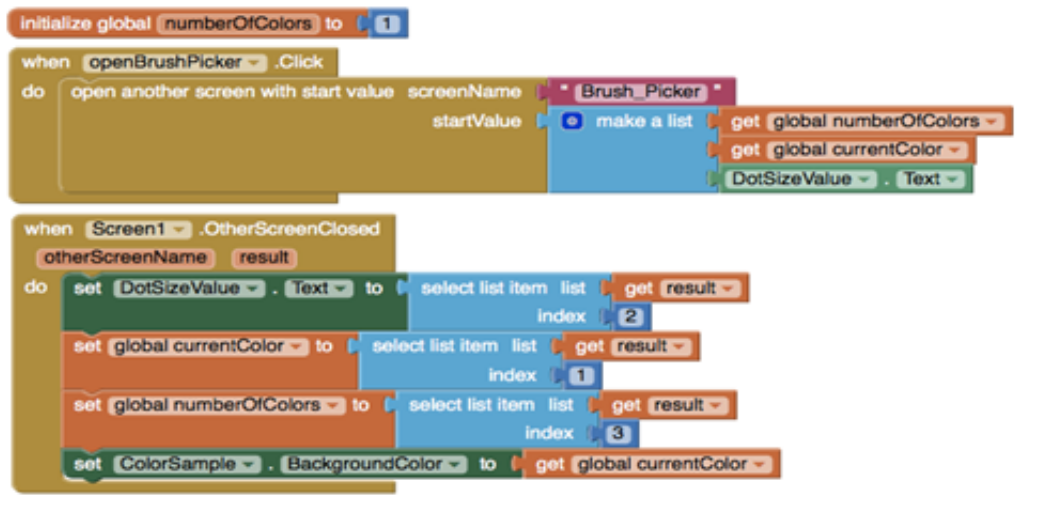 initialize global numberOfColors to 1
when openBrushPicker .Click
do open another screen with start value screenName " Brush_Picker "
startValue make a list get global numberOfColors
get global currentColor
DotSizeValue . Text
when Screen1 .OtherScreenClosed
otherScreenName result
do set DotSizeValue . Text to select list item list get result
index 2
set global currentColor to select list item list get result
index 1
set global numberOfColors to select list item list get result
index 3
set ColorSample . BackgroundColor to get global currentColor